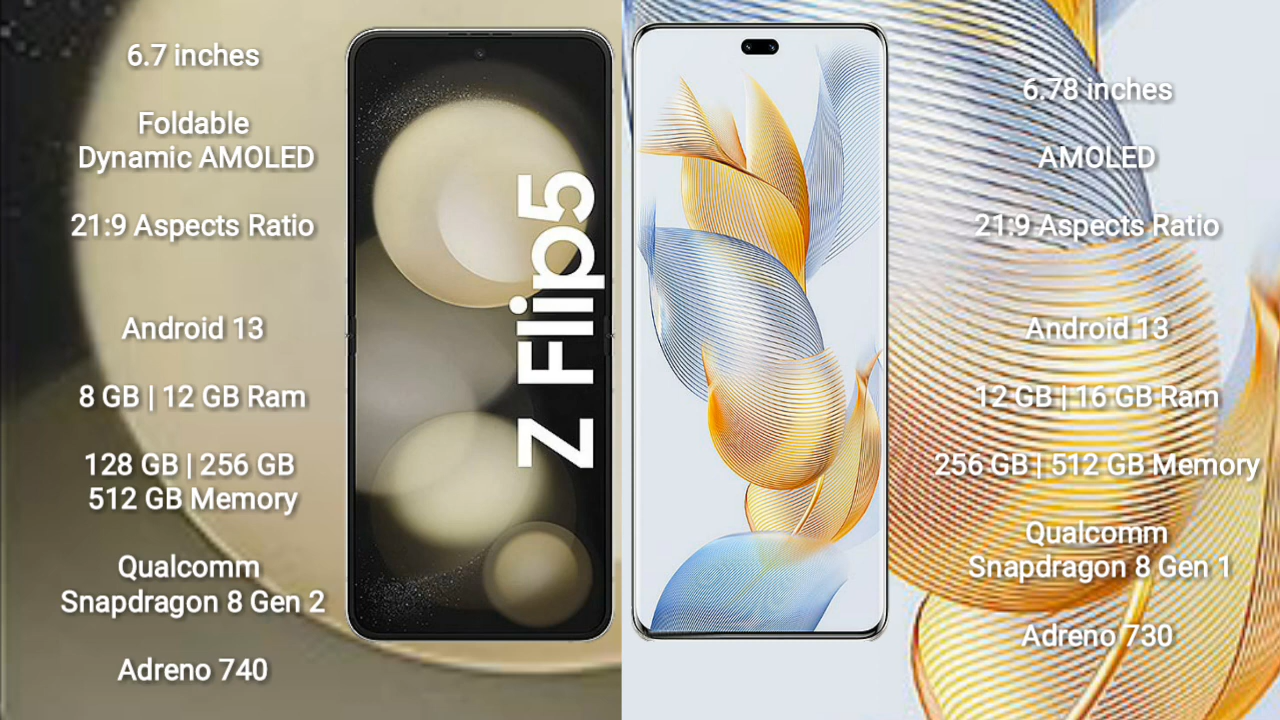 6.7 inches
Foldable
Dynamic AMOLED
21:9 Aspects Ratio
Android 13
8 GB | 12 GB Ram
128 GB | 256 GB
512 GB Memory
Qualcomm
Snapdragon 8 Gen 2
Adreno 740
Z Flip5
6.78 inches
AMOLED
21:9 Aspects Ratio
Android 13
12 GB | 16 GB Ram
256 GB | 512 GB Memory
Qualcomm
Snapdragon 8 Gen 1
Adreno 730